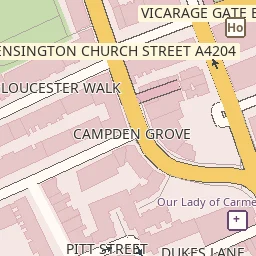 VICARAGE GATE B
Ho
ENSINGTON CHURCH STREET A4204
LOUCESTER WALK
CAMPDEN GROVE
Our Lady of Carme
PITT STREET
DUKES LANE